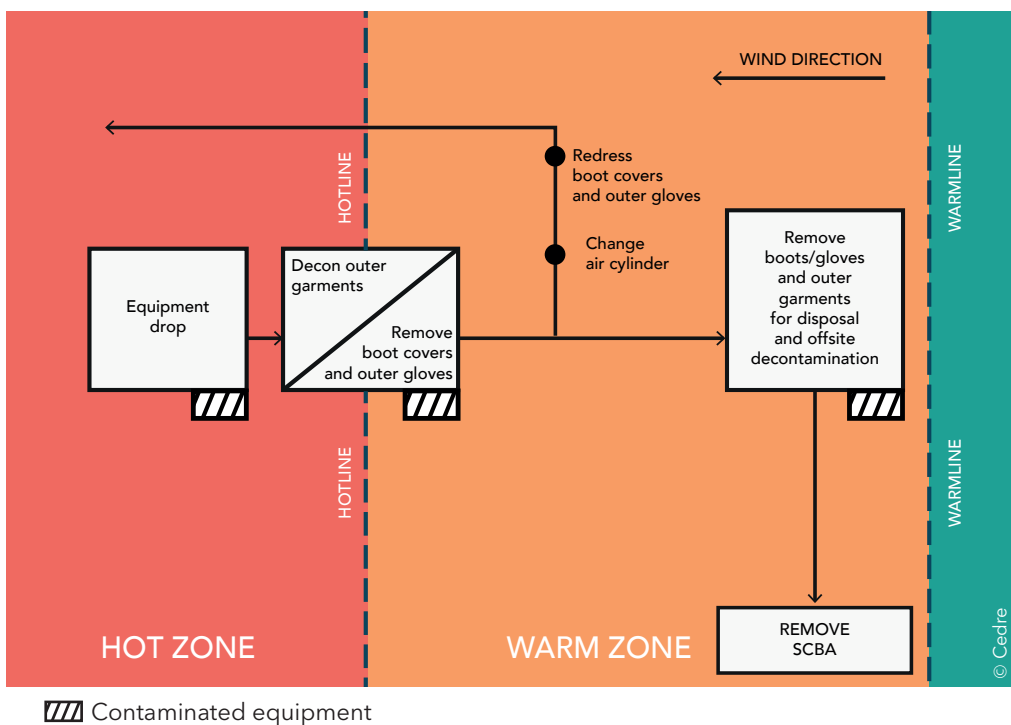 WIND DIRECTION
HOTLINE
WARMLINE
Redress
boot covers
and outer gloves
Change
air cylinder
Equipment
drop
Decon outer
garments
Remove
boot covers
and outer gloves
Remove
boots/gloves
and outer
garments
for disposal
and offsite
decontamination
HOTLINE
WARMLINE
HOT ZONE
WARM ZONE
REMOVE
SCBA
© Cedre
Contaminated equipment